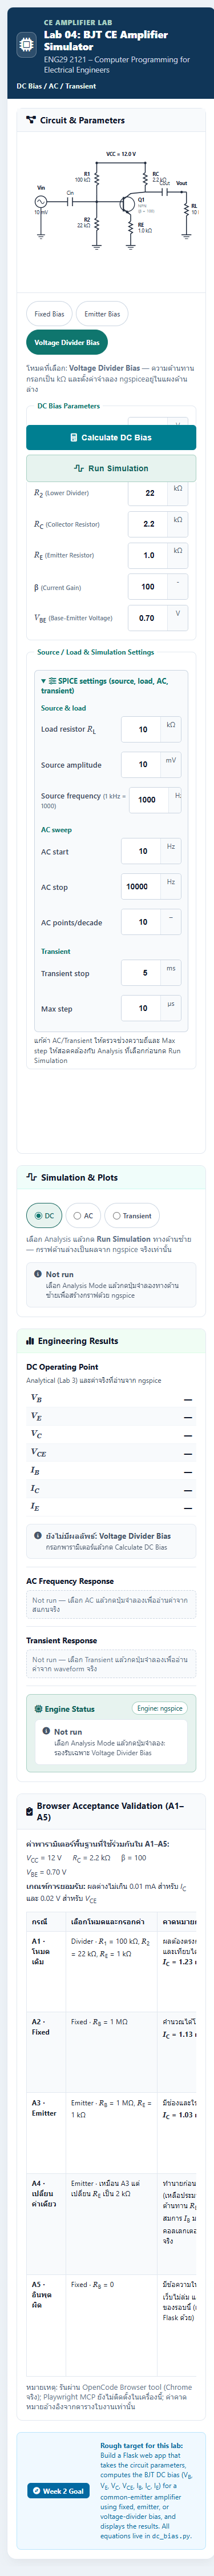 CE AMPLIFIER LAB
Lab 04: BJT CE Amplifier
Simulator
ENG29 2121 – Computer Programming for
Electrical Engineers
DC Bias / AC / Transient
Circuit & Parameters
VCC = 12.0 V
R1
100 kΩ
RC
2.2 kΩ
Cout
Vout
Vin
Cin
Q1
NPN
β = 100
10 mV
R2
22 kΩ
RE
1.0 kΩ
RL
Fixed Bias
Emitter Bias
Voltage Divider Bias
โหมดที่เลือก: Voltage Divider Bias — ความต้านทาน
กรอกเป็น kΩ และตั้งค่าจำลอง ngspiceอยู่ในแผงด้าน
ล่าง
DC Bias Parameters
Calculate DC Bias
Run Simulation
R2 (Lower Divider) 22 kΩ
RC (Collector Resistor) 2.2 kΩ
RE (Emitter Resistor) 1.0 kΩ
β (Current Gain) 100 -
VBE (Base-Emitter Voltage) 0.70 V
Source / Load & Simulation Settings
▼ SPICE settings (source, load, AC,
transient)
Source & load
Load resistor RL 10 kΩ
Source amplitude 10 mV
Source frequency (1 kHz =
1000) 1000
AC sweep
AC start 10 Hz
AC stop 10000 Hz
AC points/decade 10 –
Transient
Transient stop 5 ms
Max step 10 µs
แก้ค่า AC/Transient ให้ตรวจช่วงความถี่และ Max
step ให้สอดคล้องกับ Analysis ที่เลือกก่อนกด Run
Simulation
Simulation & Plots
DC
AC
Transient
เลือก Analysis แล้วกด Run Simulation ทางด้านซ้าย
— กราฟด้านล่างเป็นผลจาก ngspice จริงเท่านั้น
Not run
เลือก Analysis Mode แล้วกดปุ่มจำลองทางด้าน
ซ้ายเพื่อสร้างกราฟด้วย ngspice
Engineering Results
DC Operating Point
Analytical (Lab 3) และค่าจริงที่อ่านจาก ngspice
VB —
VE —
VC —
VCE —
IB —
IC —
IE —
ยังไม่มีผลลัพธ์: Voltage Divider Bias
กรอกพารามิเตอร์แล้วกด Calculate DC Bias
AC Frequency Response
Not run — เลือก AC แล้วกดปุ่มจำลองเพื่ออ่านค่าจาก
สแกนจริง
Transient Response
Not run — เลือก Transient แล้วกดปุ่มจำลองเพื่ออ่าน
ค่าจาก waveform จริง
Engine Status
Engine: ngspice
Not run
เลือก Analysis Mode แล้วกดปุ่มจำลอง:
รองรับเฉพาะ Voltage Divider Bias
Browser Acceptance Validation (A1–
A5)
ค่าพารามิเตอร์พื้นฐานที่ใช้ร่วมกันใน A1–A5:
VCC = 12 V RC = 2.2 kΩ β = 100
VBE = 0.70 V
เกณฑ์การยอมรับ: ผลต่างไม่เกิน 0.01 mA สำหรับ IC
และ 0.02 V สำหรับ VCE
กรณี เลือกโหมดและกรอกค่า
A1 · โหมดเดิม Divider · R1 = 100 kΩ, R2 = 22 kΩ, RE = 1 kΩ
IC = 1.23
A2 · Fixed Fixed · RB = 1 MΩ
IC = 1.13
A3 · Emitter Emitter · RB = 1 MΩ, RE = 1 kΩ
IC = 1.03
A4 · เปลี่ยนค่าเดียว Emitter · เหมือน A3 แต่เปลี่ยน RE เป็น 2 kΩ
A5 · อินพุตผิด Fixed · RB = 0
หมายเหตุ: รันผ่าน OpenCode Browser tool (Chrome
จริง); Playwright MCP ยังไม่ติดตั้งในเครื่องนี้; ค่าคาด
หมายอ้างอิงจากตารางใบงานเท่านั้น
Week 2 Goal
Rough target for this lab:
Build a Flask web app that
takes the circuit parameters,
computes the BJT DC bias (VB,
VE, VC, VCE, IB, IC, IE) for a
common-emitter amplifier
using fixed, emitter, or
voltage-divider bias, and
displays the results. All
equations live in dc_bias.py.